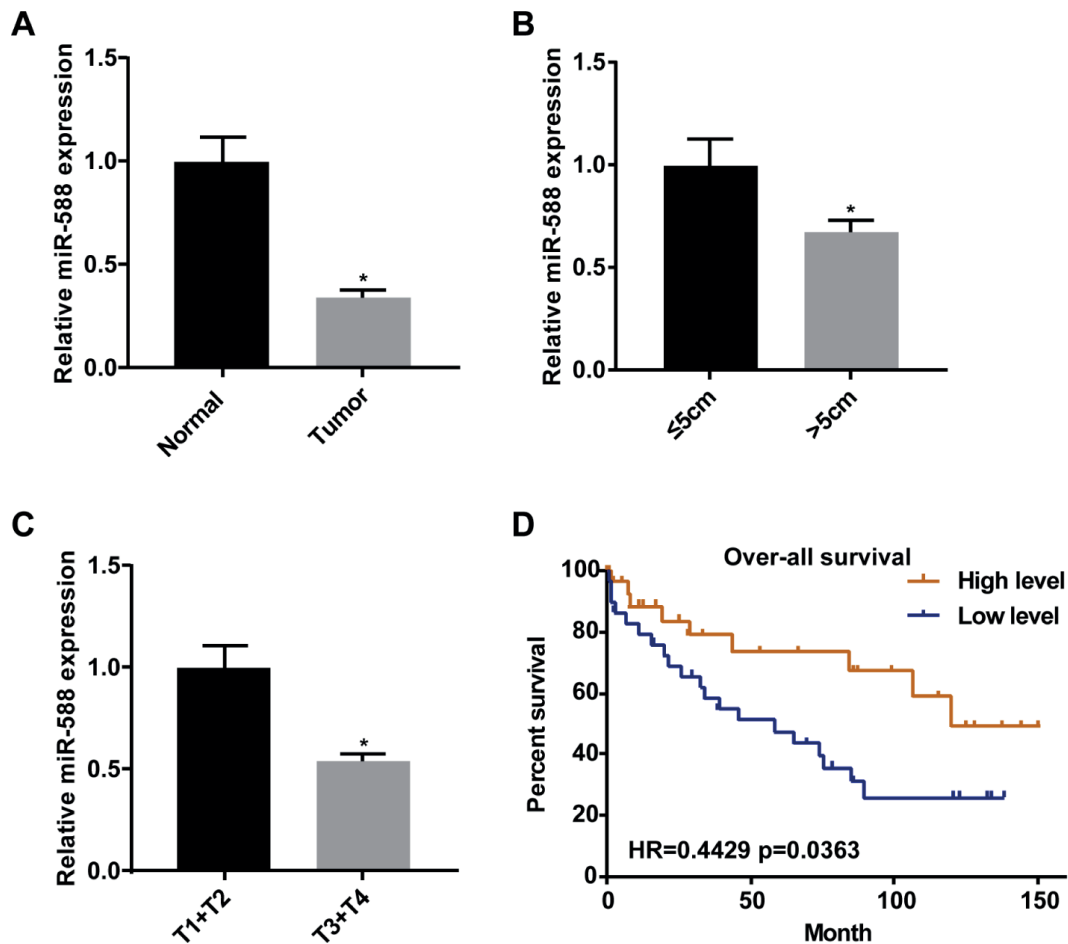 A
Relative miR-588 expression
1.5
1.0
0.5
0.0
*
Normal
Tumor
B
Relative miR-588 expression
1.5
1.0
0.5
0.0
*
≤5cm
>5cm
C
Relative miR-588 expression
1.5
1.0
0.5
0.0
*
T1+T2
T3+T4
D
Over-all survival
High level
Low level
Percent survival
100
80
60
40
20
0
HR=0.4429 p=0.0363
0
50
100
150
Month